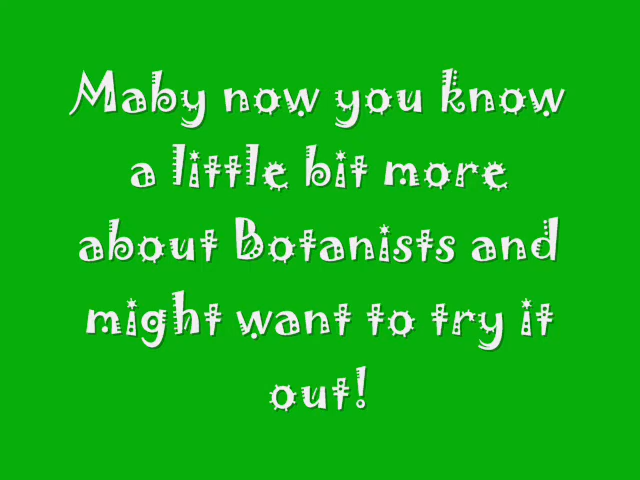 Maby now you know
a little bit more
about Botanists and
might want to try it
out!